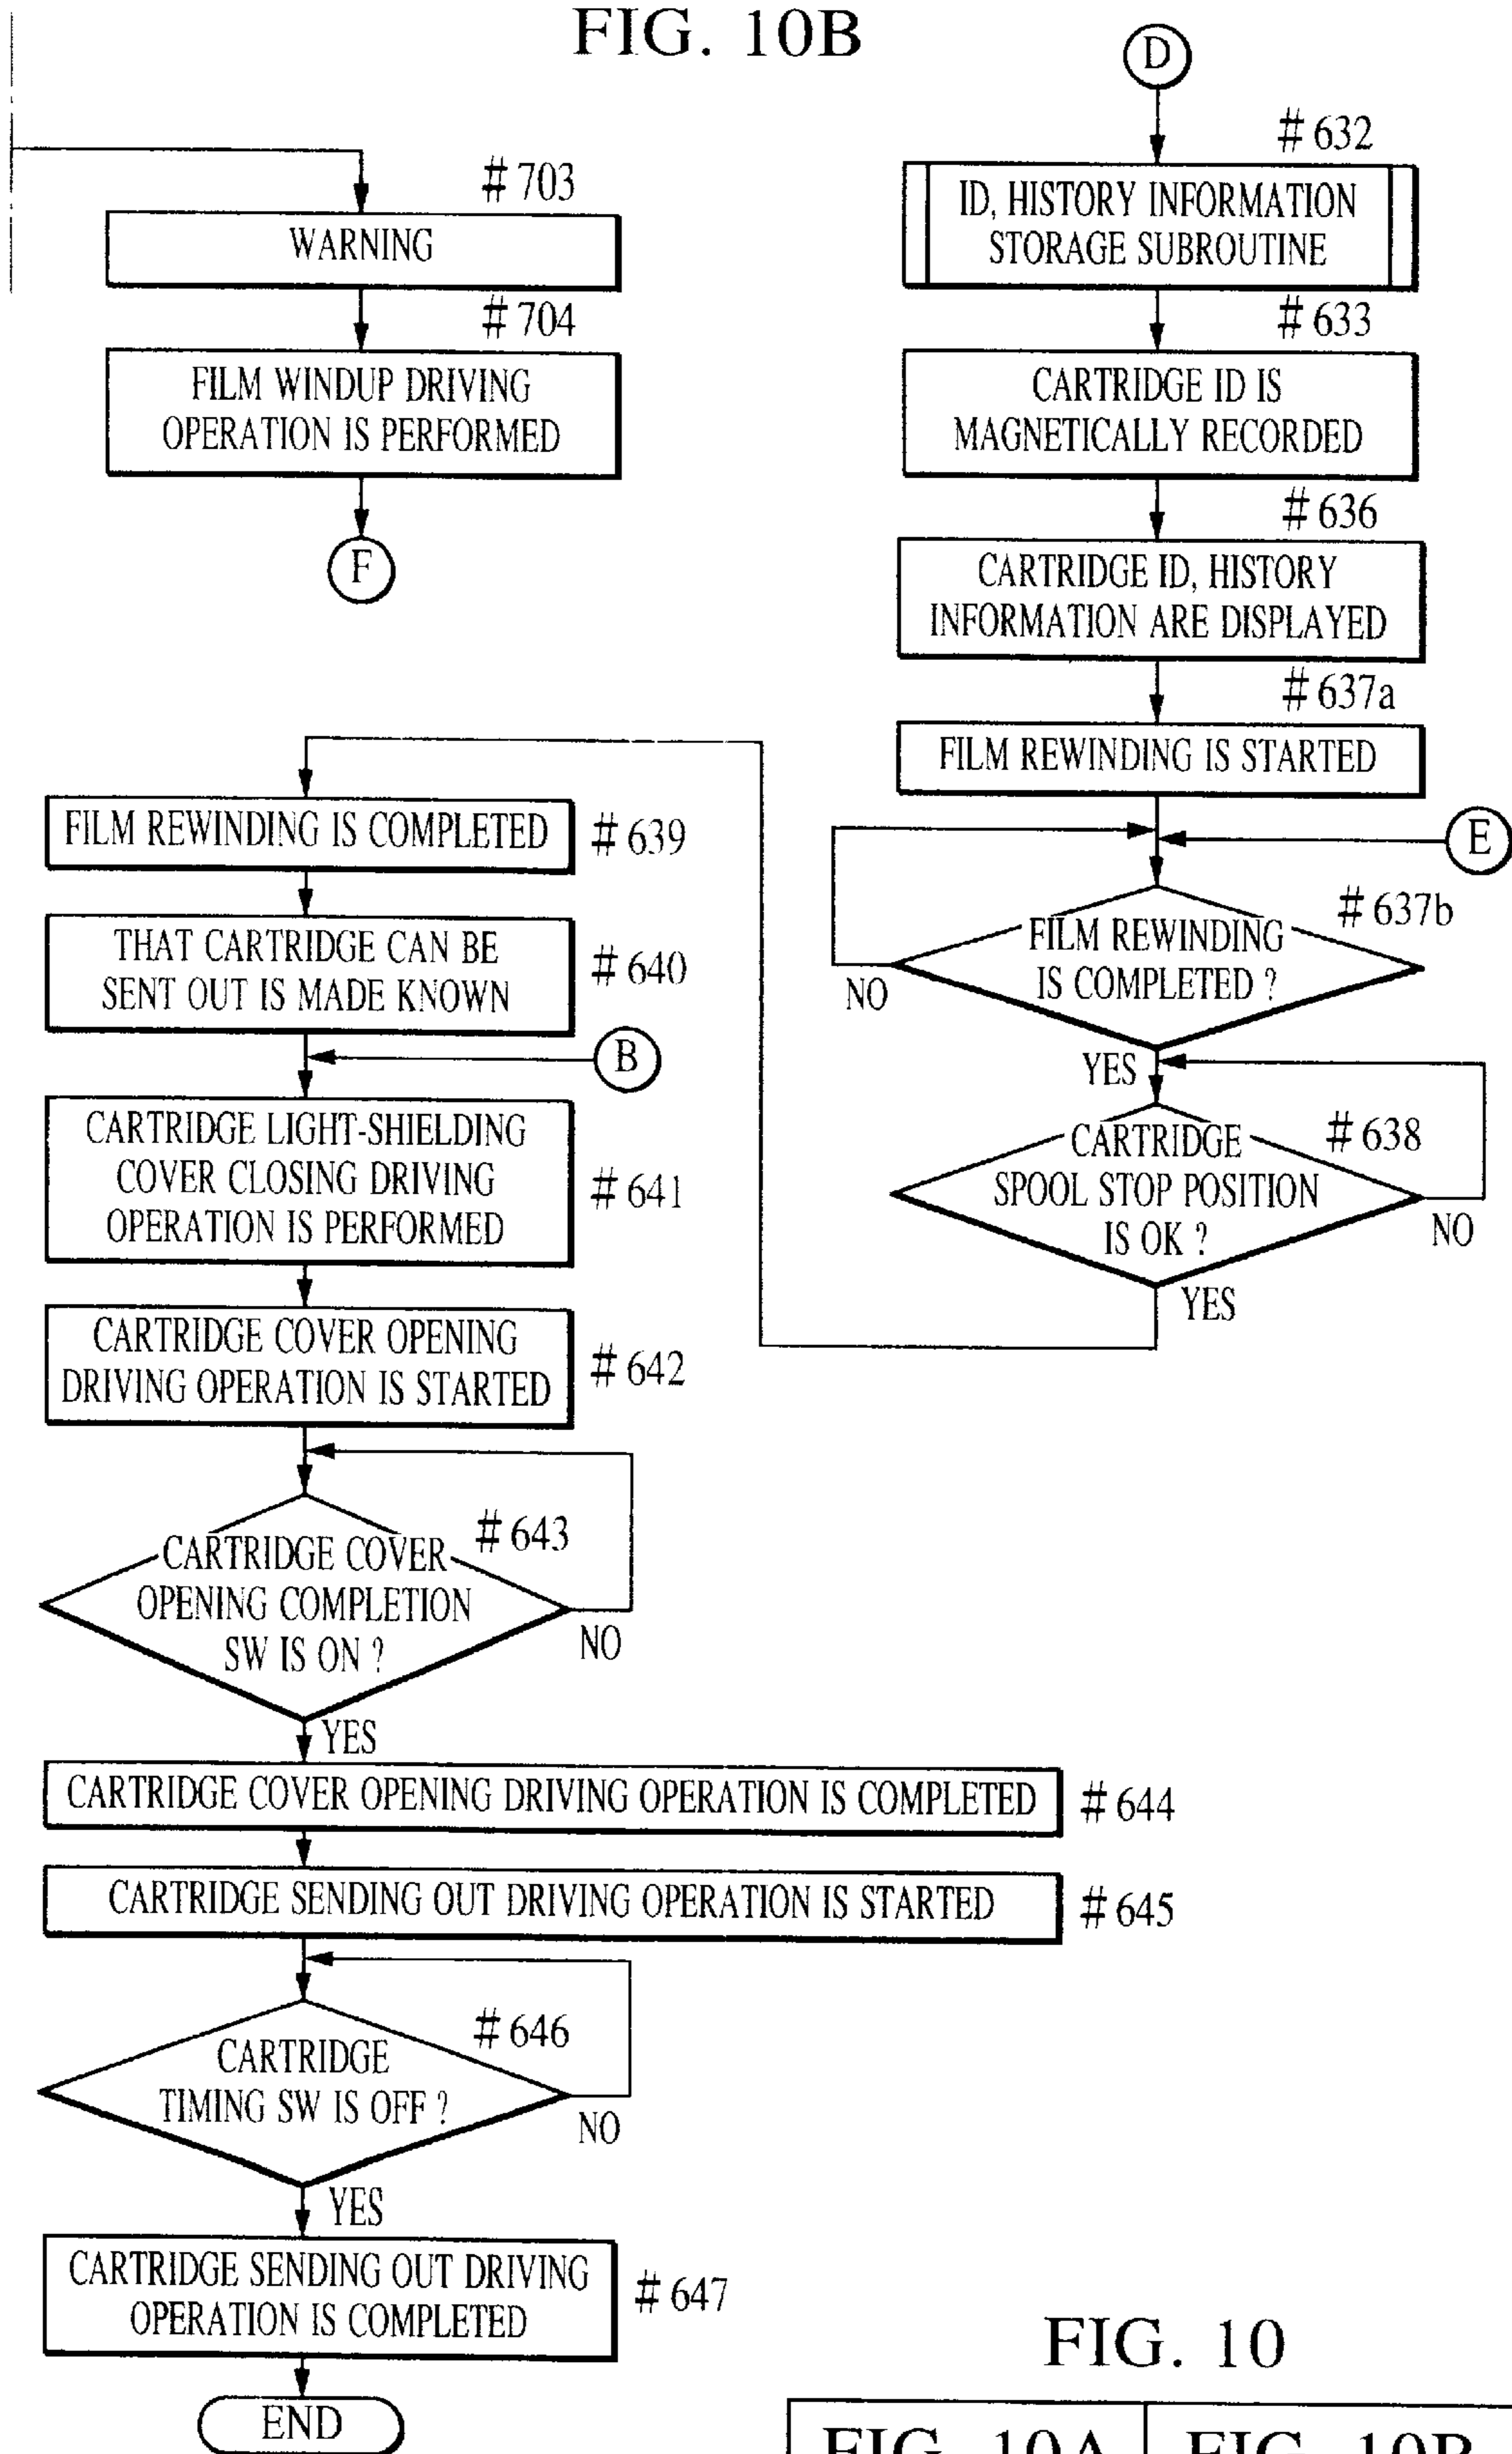 FIG. 10B
# 703
WARNING
# 704
FILM WINDUP DRIVING
OPERATION IS PERFORMED
F
D
# 632
ID, HISTORY INFORMATION
STORAGE SUBROUTINE
# 633
CARTRIDGE ID IS
MAGNETICALLY RECORDED
# 636
CARTRIDGE ID, HISTORY
INFORMATION ARE DISPLAYED
# 637a
FILM REWINDING IS STARTED
E
# 637b
FILM REWINDING
IS COMPLETED ?
NO
YES
# 638
CARTRIDGE
SPOOL STOP POSITION
IS OK ?
NO
YES
FILM REWINDING IS COMPLETED
# 639
THAT CARTRIDGE CAN BE
SENT OUT IS MADE KNOWN
# 640
B
CARTRIDGE LIGHT-SHIELDING
COVER CLOSING DRIVING
OPERATION IS PERFORMED
# 641
CARTRIDGE COVER OPENING
DRIVING OPERATION IS STARTED
# 642
# 643
CARTRIDGE COVER
OPENING COMPLETION
SW IS ON ?
NO
YES
CARTRIDGE COVER OPENING DRIVING OPERATION IS COMPLETED
# 644
CARTRIDGE SENDING OUT DRIVING OPERATION IS STARTED
# 645
# 646
CARTRIDGE
TIMING SW IS OFF ?
NO
YES
CARTRIDGE SENDING OUT DRIVING
OPERATION IS COMPLETED
# 647
END
FIG. 10
FIG. 10A
FIG. 10B